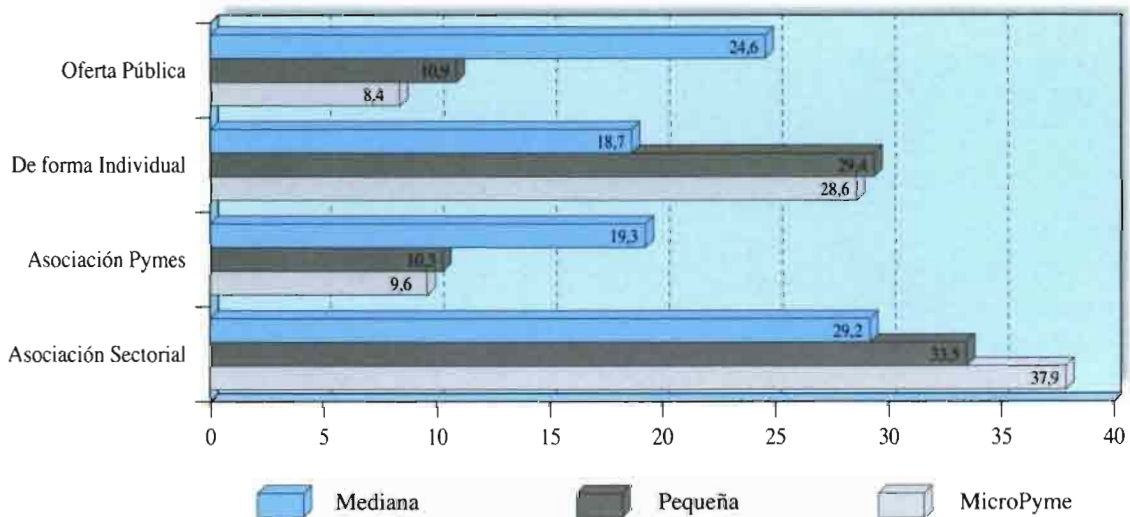 Oferta Pública
24,6
10,9
8,4
De forma Individual
18,7
29,4
28,6
Asociación Pymes
19,3
10,3
9,6
Asociación Sectorial
29,2
33,5
37,9
0 5 10 15 20 25 30 35 40
Mediana Pequeña MicroPyme